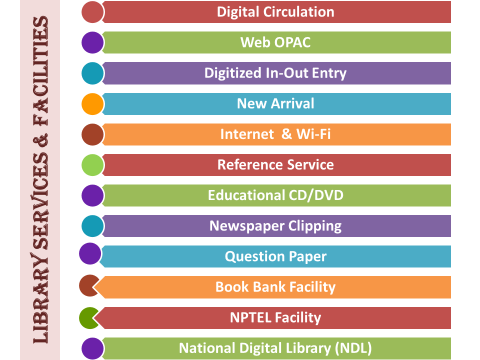 LIBRARY SERVICES & FACILITIES
Digital Circulation
Web OPAC
Digitized In-Out Entry
New Arrival
Internet & Wi-Fi
Reference Service
Educational CD/DVD
Newspaper Clipping
Question Paper
Book Bank Facility
NPTEL Facility
National Digital Library (NDL)